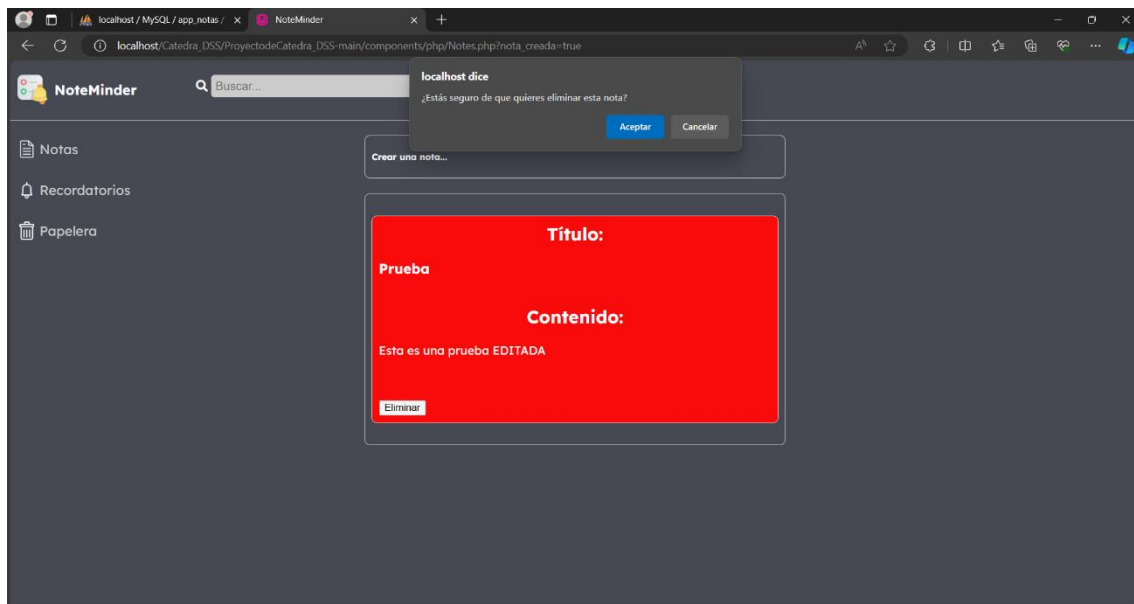 localhost / MySQL / app_notas /
NoteMinder
localhost/Catedra_DSS/ProyectodeCatedra_DSS-main/components/php/Notes.php?nota_creada=true
NoteMinder
Buscar...
localhost dice
¿Estás seguro de que quieres eliminar esta nota?
Aceptar
Cancelar
Notas
Recordatorios
Papelera
Crear una nota...
Título:
Prueba
Contenido:
Esta es una prueba EDITADA
Eliminar